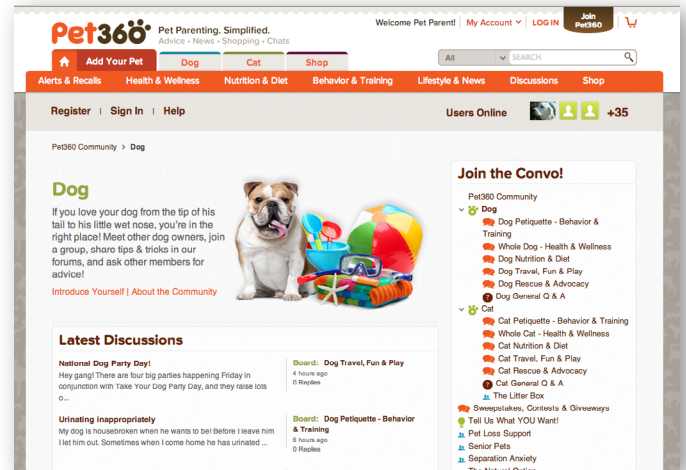 Pet360
Pet Parenting. Simplified.
Advice • News • Shopping • Chats
Welcome Pet Parent! | My Account | LOG IN
Join
Pet360
Add Your Pet
Dog
Cat
Shop
All
SEARCH
Alerts & Recalls Health & Wellness Nutrition & Diet Behavior & Training Lifestyle & News Discussions Shop
Register | Sign In | Help
Users Online +35
Pet360 Community > Dog
Dog
If you love your dog from the tip of his
tail to his little wet nose, you're in the
right place! Meet other dog owners, join
a group, share tips & tricks in our
forums, and ask other members for
advice!
Introduce Yourself | About the Community
Latest Discussions
National Dog Party Day!
Hey gang! There are four big parties happening Friday in
conjunction with Take Your Dog Party Day, and they raise lots
o...
Board: Dog Travel, Fun & Play
4 hours ago
0 Replies
Urinating inappropriately
My dog is housebroken when he wants to be! Before I leave him
I let him out. Sometimes when I come home he has urinated ...
Board: Dog Petiquette - Behavior
& Training
6 hours ago
0 Replies
Join the Convo!
Pet360 Community
Dog
Dog Petiquette - Behavior &
Training
Whole Dog - Health & Wellness
Dog Nutrition & Diet
Dog Travel, Fun & Play
Dog Rescue & Advocacy
Dog General Q & A
Cat
Cat Petiquette - Behavior & Training
Whole Cat - Health & Wellness
Cat Nutrition & Diet
Cat Travel, Fun & Play
Cat Rescue & Advocacy
Cat General Q & A
The Litter Box
Sweepstakes, Contests & Giveaways
Tell Us What YOU Want!
Pet Loss Support
Senior Pets
Separation Anxiety
The Natural Option